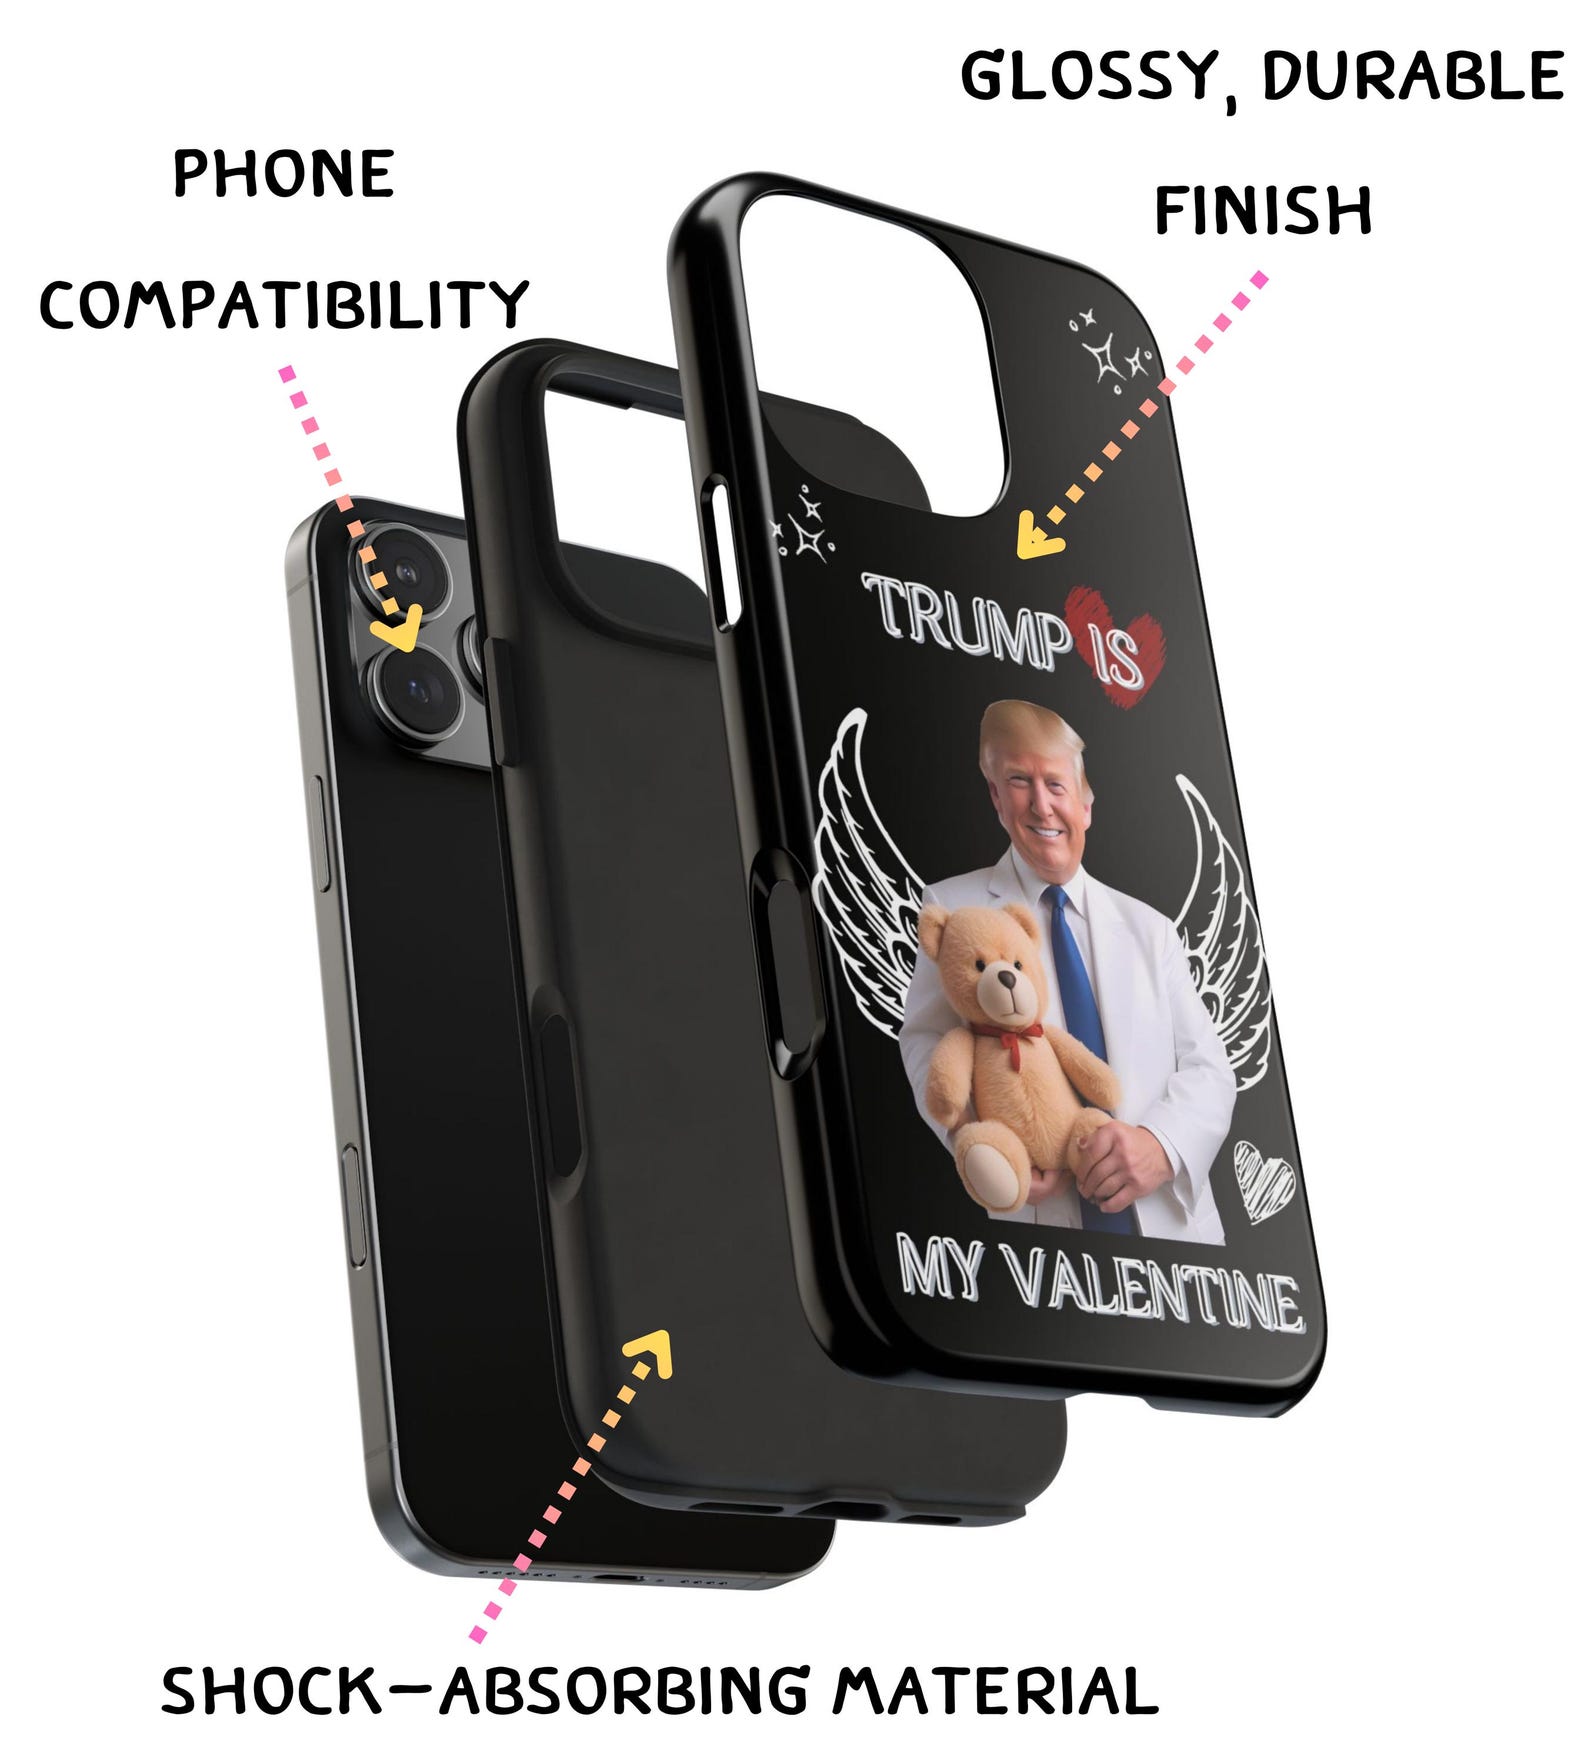 GLOSSY, DURABLE
FINISH
PHONE
COMPATIBILITY
TRUMP IS
MY VALENTINE
SHOCK-ABSORBING MATERIAL